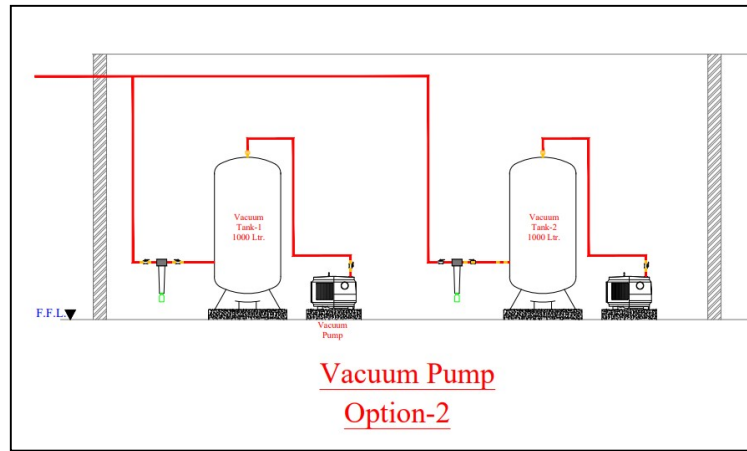 Vacuum
Tank-1
1000 Ltr.
Vacuum
Tank-2
1000 Ltr.
F.F.L.
Vacuum
Pump
Vacuum Pump
Option-2